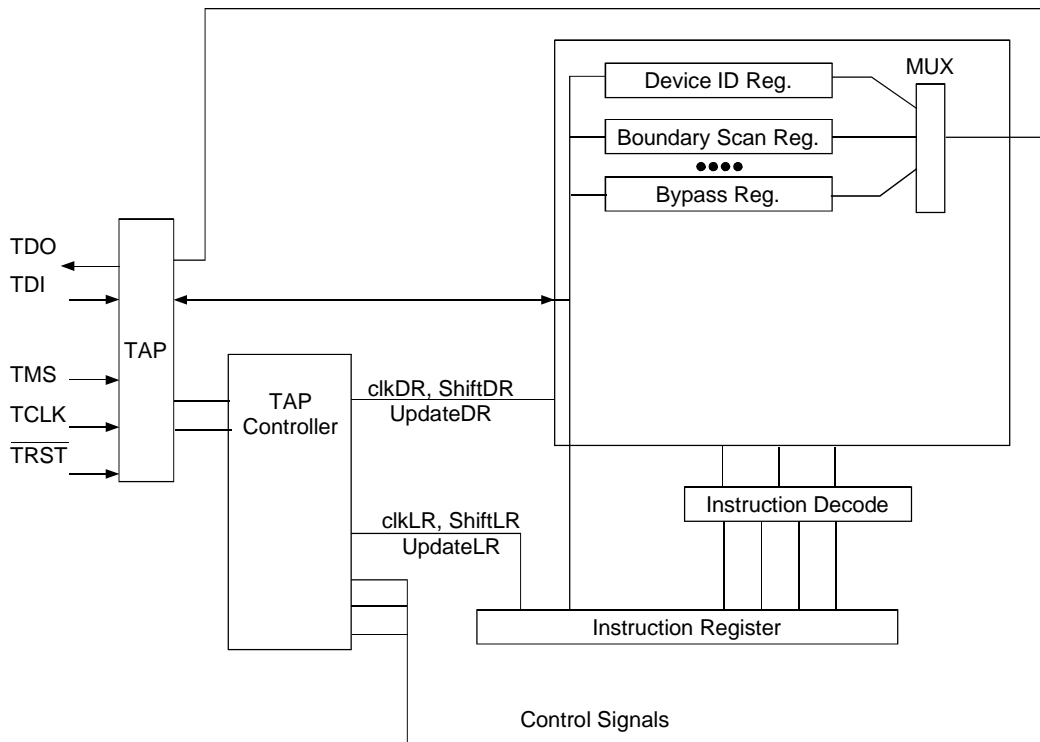 MUX
Device ID Reg.
Boundary Scan Reg.
Bypass Reg.
TDO
TDI
TAP
TMS
TCLK
TRST
TAP
Controller
clkDR, ShiftDR
UpdateDR
Instruction Decode
clkLR, ShiftLR
UpdateLR
Instruction Register
Control Signals